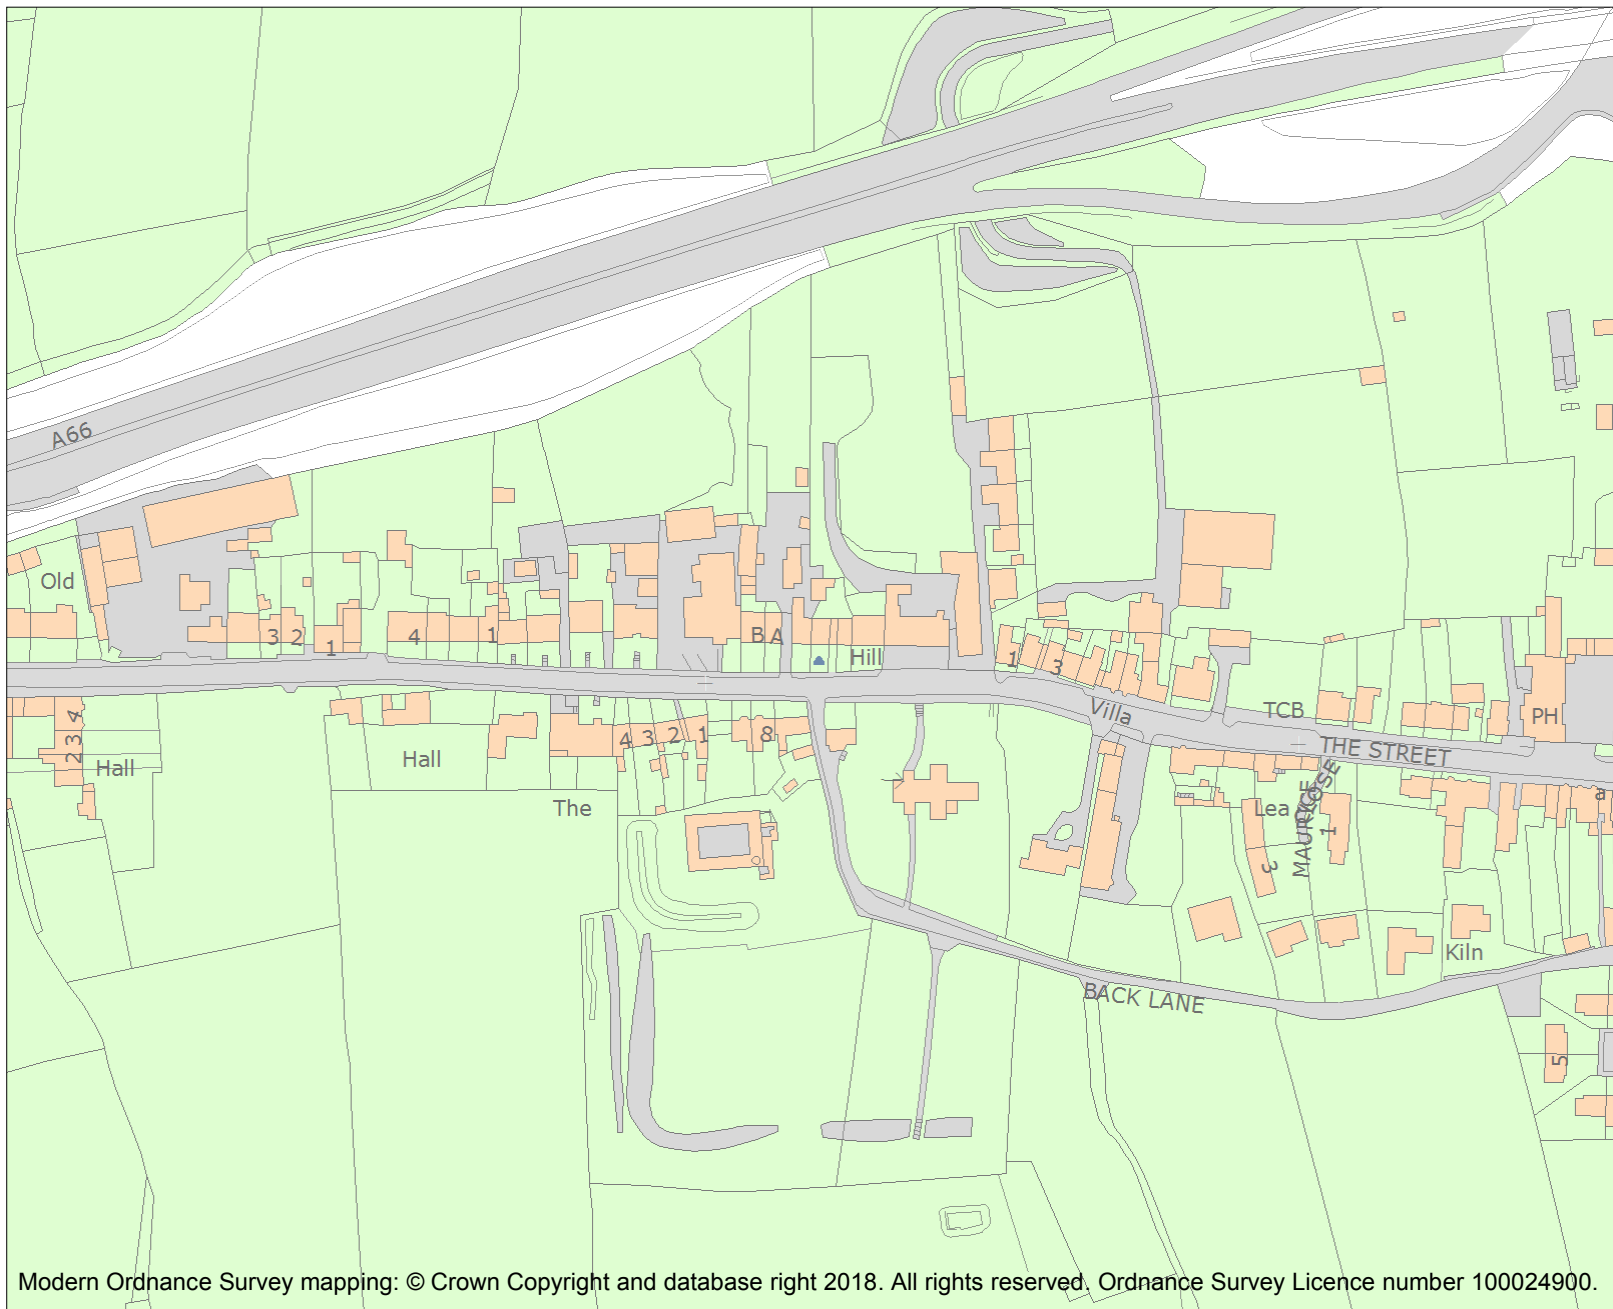 A66
Old
3 2 1 4 1 B A
Hill
1 3
Villa
TCB
PH
THE STREET
4
3
2
Hall
Hall
4 3 2 1 8
The
Lea
MAURICE CLOSE
1
3
a
Kiln
BACK LANE
5
Modern Ordnance Survey mapping: © Crown Copyright and database right 2018. All rights reserved. Ordnance Survey Licence number 100024900.